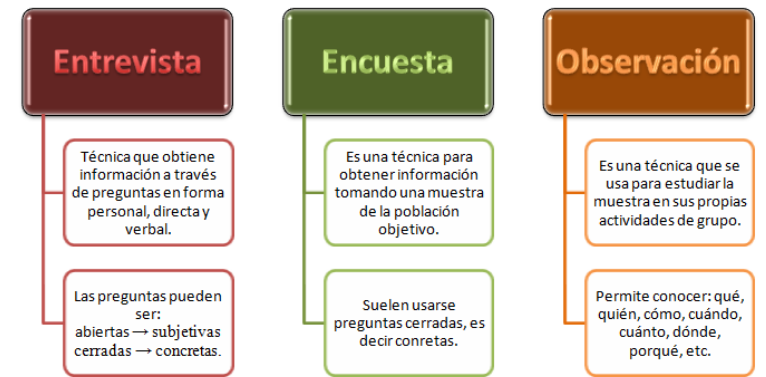 Entrevista
Técnica que obtiene
información a través
de preguntas en forma
personal, directa y
verbal.
Las preguntas pueden
ser:
abiertas → subjetivas
cerradas → concretas.
Encuesta
Es una técnica para
obtener información
tomando una muestra
de la población
objetivo.
Suelen usarse
preguntas cerradas, es
decir conretas.
Observación
Es una técnica que se
usa para estudiar la
muestra en sus propias
actividades de grupo.
Permite conocer: qué,
quién, cómo, cuándo,
cuánto, dónde,
porqué, etc.